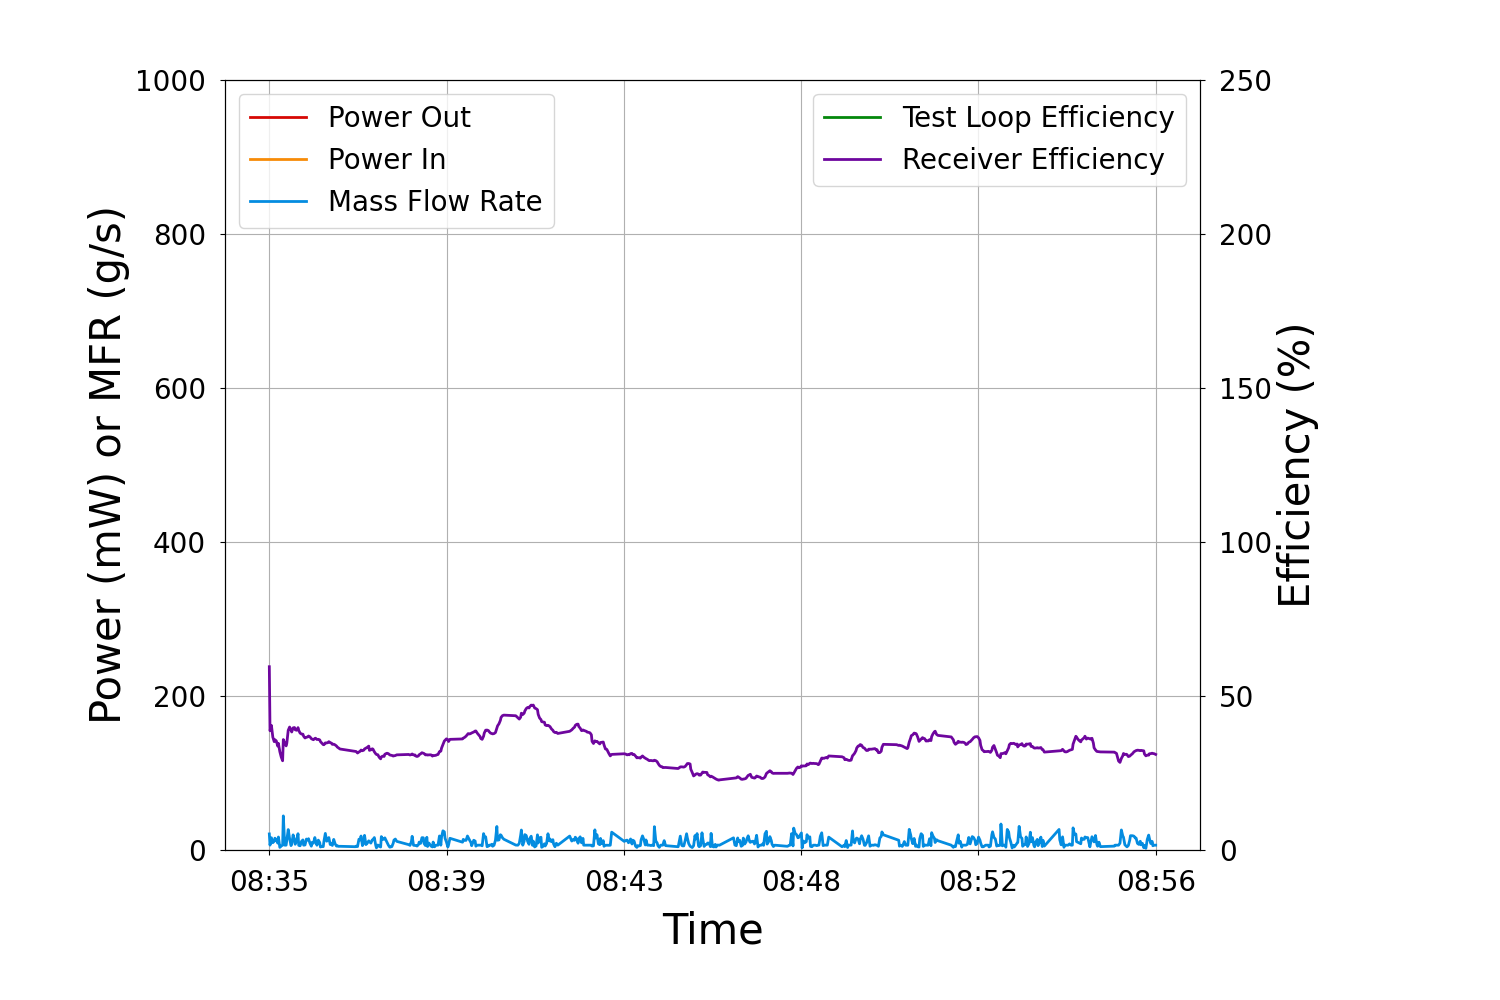 1000
800
600
400
200
0
Power (mW) or MFR (g/s)
Power Out
Power In
Mass Flow Rate
Test Loop Efficiency
Receiver Efficiency
250
200
150
100
50
0
Efficiency (%)
08:35 08:39 08:43 08:48 08:52 08:56
Time